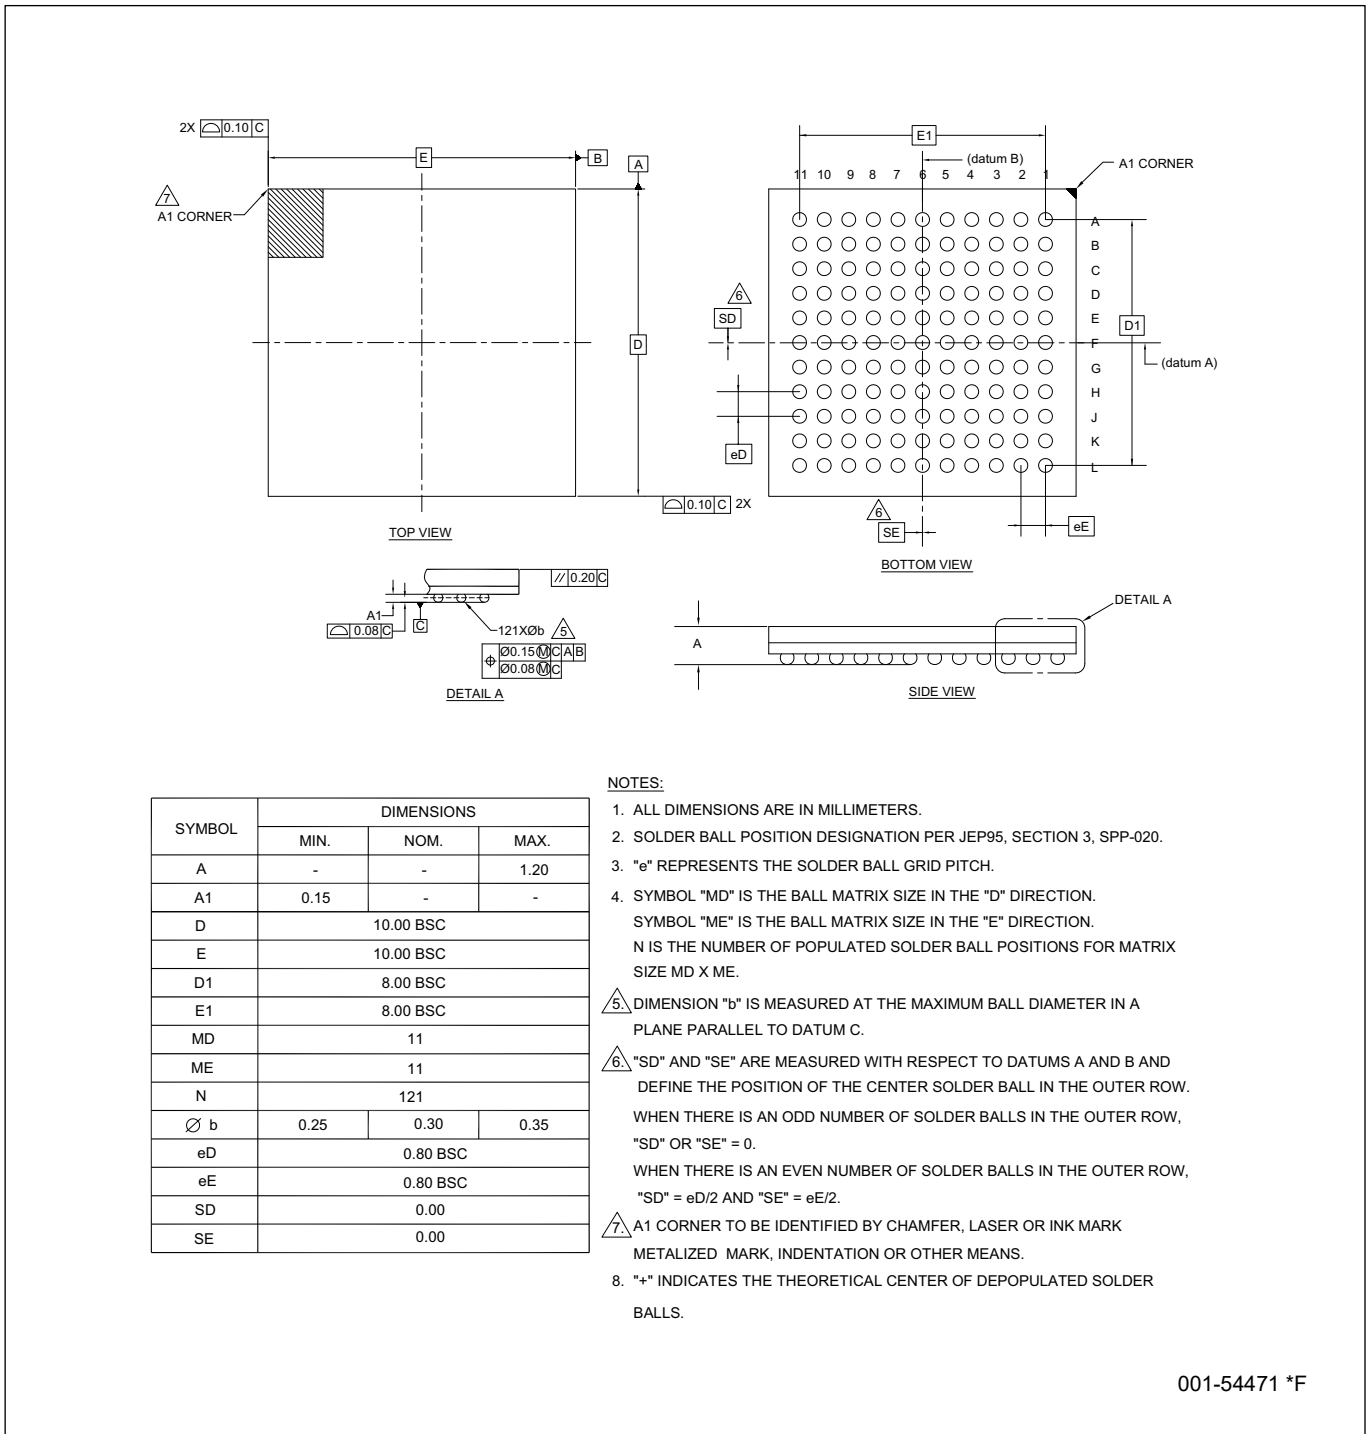 2X 0.10 C
E
B
A
7
A1 CORNER
D
0.10 C 2X
TOP VIEW
E1
(datum B)
11 10 9 8 7 6 5 4 3 2 1
A1 CORNER
A
B
C
D
E
F
G
H
J
K
L
6
SD
D1
(datum A)
eD
6
SE
eE
BOTTOM VIEW
// 0.20 C
A1
0.08 C
C
121XØb 5
Ø0.15 Ⓜ C A B
Ø0.08 Ⓜ C
DETAIL A
A
DETAIL A
SIDE VIEW
SYMBOL DIMENSIONS
MIN. NOM. MAX.
A - - 1.20
A1 0.15 - -
D 10.00 BSC
E 10.00 BSC
D1 8.00 BSC
E1 8.00 BSC
MD 11
ME 11
N 121
Ø b 0.25 0.30 0.35
eD 0.80 BSC
eE 0.80 BSC
SD 0.00
SE 0.00
NOTES:
1. ALL DIMENSIONS ARE IN MILLIMETERS.
2. SOLDER BALL POSITION DESIGNATION PER JEP95, SECTION 3, SPP-020.
3. "e" REPRESENTS THE SOLDER BALL GRID PITCH.
4. SYMBOL "MD" IS THE BALL MATRIX SIZE IN THE "D" DIRECTION.
SYMBOL "ME" IS THE BALL MATRIX SIZE IN THE "E" DIRECTION.
N IS THE NUMBER OF POPULATED SOLDER BALL POSITIONS FOR MATRIX
SIZE MD X ME.
5. DIMENSION "b" IS MEASURED AT THE MAXIMUM BALL DIAMETER IN A
PLANE PARALLEL TO DATUM C.
6. "SD" AND "SE" ARE MEASURED WITH RESPECT TO DATUMS A AND B AND
DEFINE THE POSITION OF THE CENTER SOLDER BALL IN THE OUTER ROW.
WHEN THERE IS AN ODD NUMBER OF SOLDER BALLS IN THE OUTER ROW,
"SD" OR "SE" = 0.
WHEN THERE IS AN EVEN NUMBER OF SOLDER BALLS IN THE OUTER ROW,
"SD" = eD/2 AND "SE" = eE/2.
7. A1 CORNER TO BE IDENTIFIED BY CHAMFER, LASER OR INK MARK
METALIZED MARK, INDENTATION OR OTHER MEANS.
8. "+" INDICATES THE THEORETICAL CENTER OF DEPOPULATED SOLDER
BALLS.
001-54471 *F